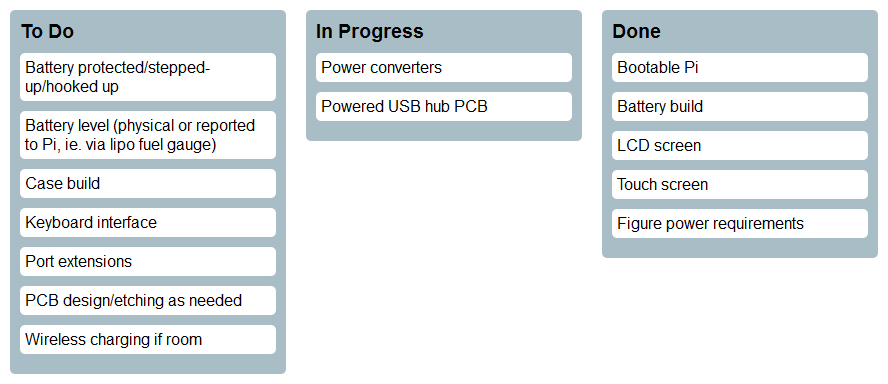 To Do
Battery protected/stepped-
up/hooked up
Battery level (physical or reported
to Pi, ie. via lipo fuel gauge)
Case build
Keyboard interface
Port extensions
PCB design/etching as needed
Wireless charging if room
In Progress
Power converters
Powered USB hub PCB
Done
Bootable Pi
Battery build
LCD screen
Touch screen
Figure power requirements